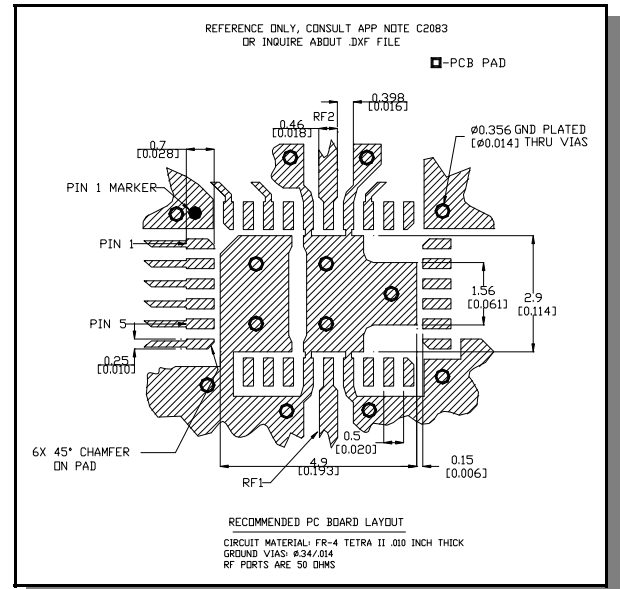 REFERENCE ONLY, CONSULT APP NOTE C2083
OR INQUIRE ABOUT .DXF FILE
-PCB PAD
0.398
[0.016]
RF2
0.46
[0.018]
Ø0.356 GND PLATED
[Ø0.014] THRU VIAS
0.7
[0.028]
PIN 1 MARKER
PIN 1
1.56
[0.061]
2.9
[0.114]
PIN 5
0.25
[0.010]
0.5
[0.020]
6X 45° CHAMFER
ON PAD
4.9
[0.193]
0.15
[0.006]
RF1
RECOMMENDED PC BOARD LAYOUT
CIRCUIT MATERIAL: FR-4 TETRA II .010 INCH THICK
GROUND VIAS: Ø.34/.014
RF PORTS ARE 50 OHMS